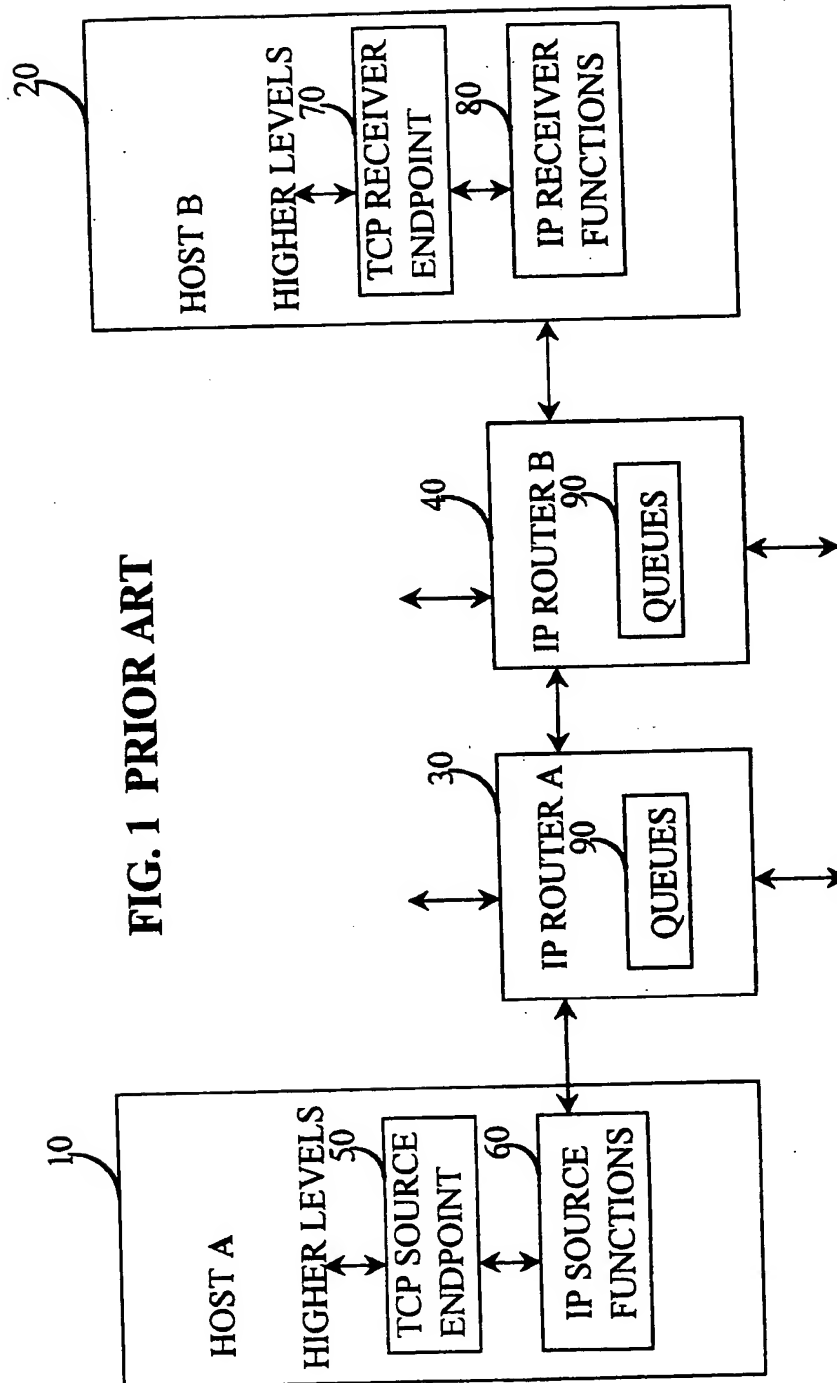 FIG. 1 PRIOR ART
10
HOST A
HIGHER LEVELS
50
TCP SOURCE
ENDPOINT
60
IP SOURCE
FUNCTIONS
30
IP ROUTER A
90
QUEUES
40
IP ROUTER B
90
QUEUES
20
HOST B
HIGHER LEVELS
70
TCP RECEIVER
ENDPOINT
80
IP RECEIVER
FUNCTIONS